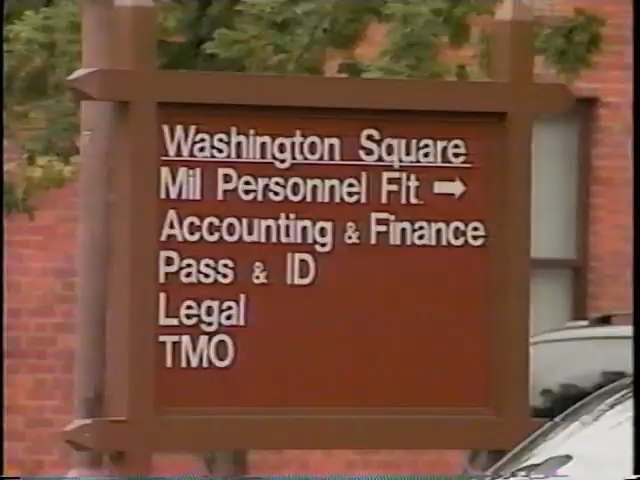 Washington Square
Mil Personnel Flt →
Accounting & Finance
Pass & ID
Legal
TMO